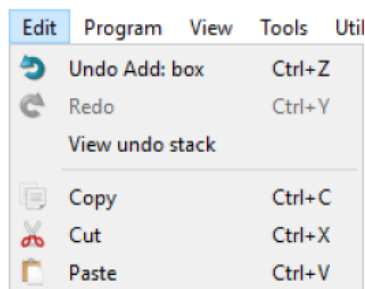 Edit Program View Tools Util
Undo Add: box Ctrl+Z
Redo Ctrl+Y
View undo stack
Copy Ctrl+C
Cut Ctrl+X
Paste Ctrl+V